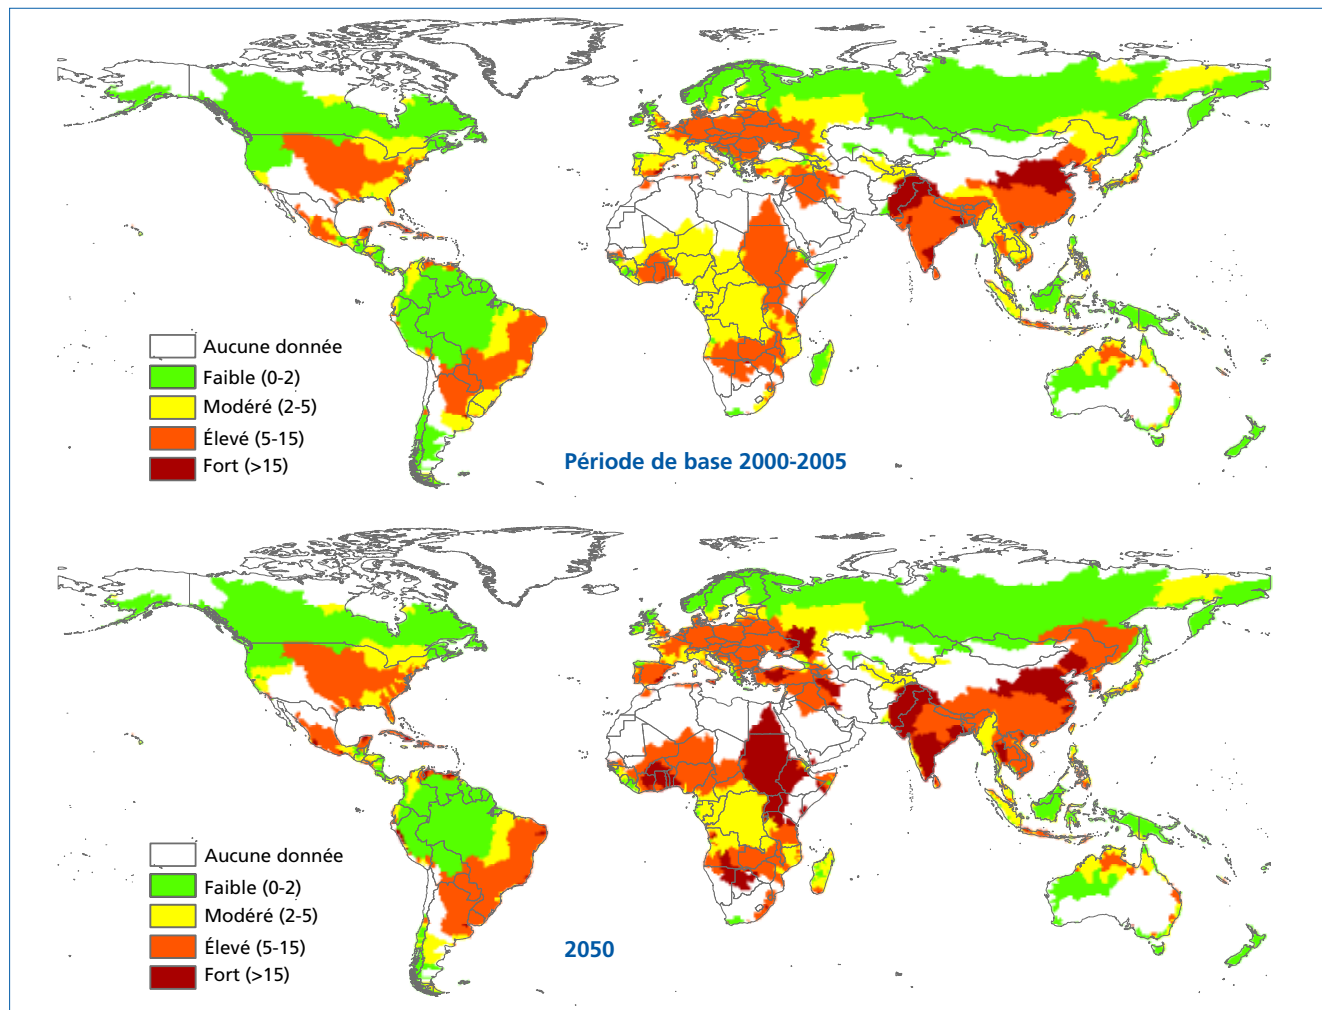 Aucune donnée
Faible (0-2)
Modéré (2-5)
Élevé (5-15)
Fort (>15)
Période de base 2000-2005
Aucune donnée
Faible (0-2)
Modéré (2-5)
Élevé (5-15)
Fort (>15)
2050